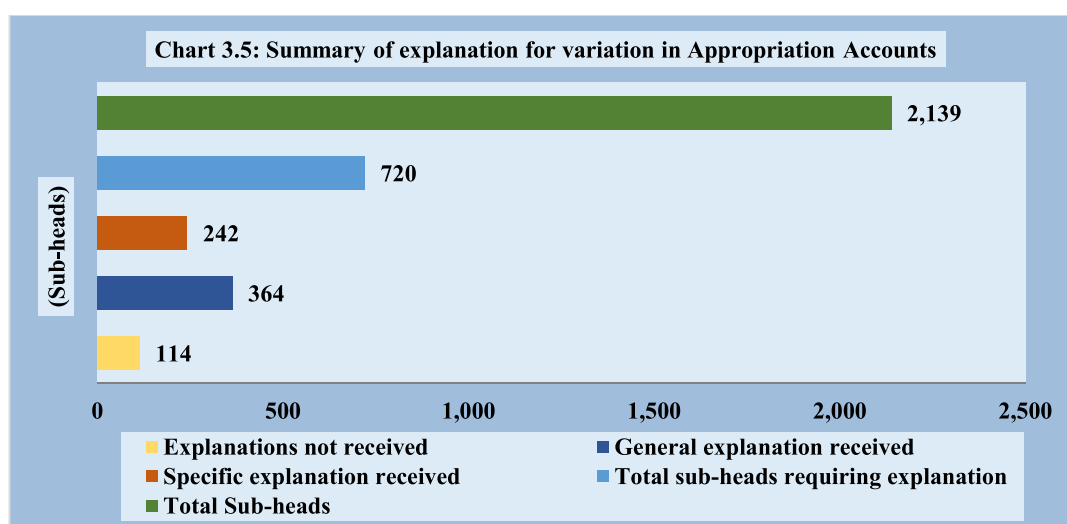 Chart 3.5: Summary of explanation for variation in Appropriation Accounts
(Sub-heads)
2,139
720
242
364
114
0 500 1,000 1,500 2,000 2,500
Explanations not received General explanation received
Specific explanation received Total sub-heads requiring explanation
Total Sub-heads